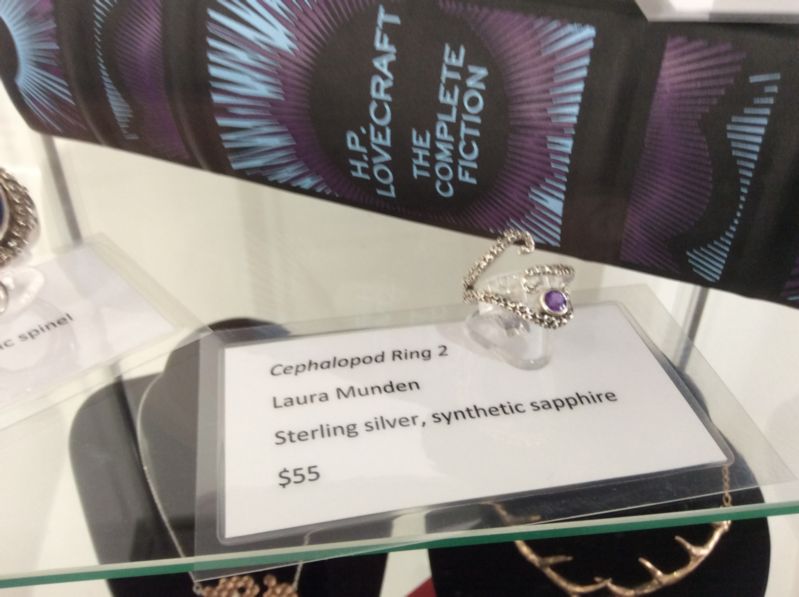 H.P.
LOVECRAFT
THE
COMPLETE
FICTION
spinel
Cephalopod Ring 2
Laura Munden
Sterling silver, synthetic sapphire
$55